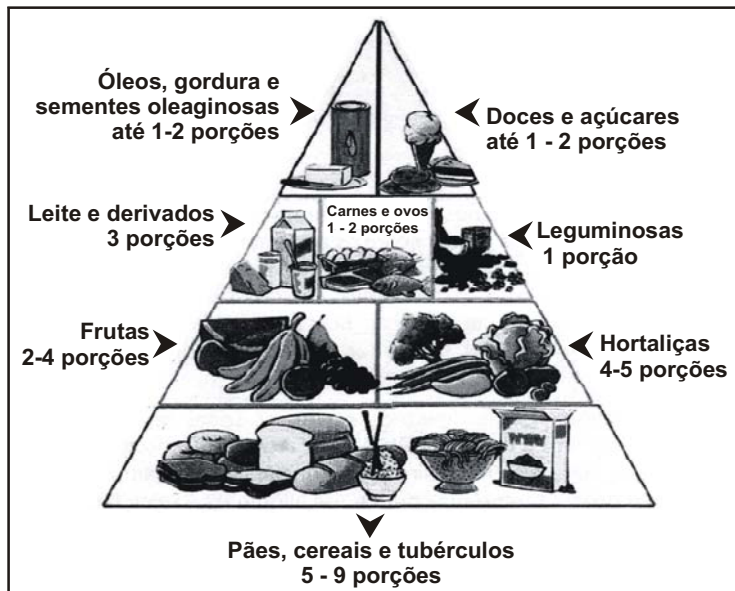 Óleos, gordura e
sementes oleaginosas
até 1-2 porções
Doces e açúcares
até 1 - 2 porções
Leite e derivados
3 porções
Carnes e ovos
1 - 2 porções
Leguminosas
1 porção
Frutas
2-4 porções
Hortaliças
4-5 porções
Pães, cereais e tubérculos
5 - 9 porções